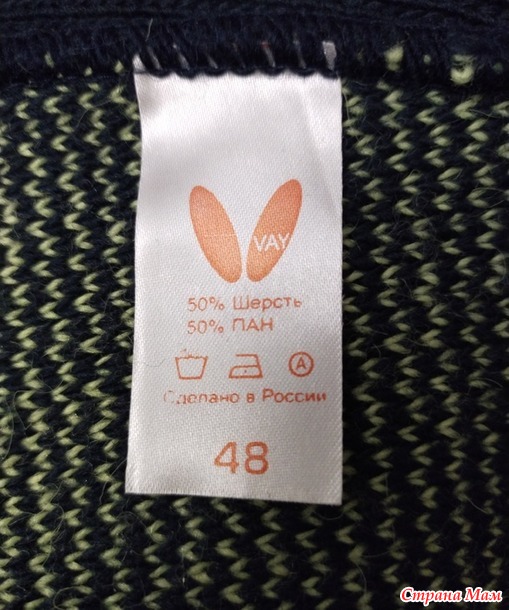 VAY
50% Шерсть
50% ПАН
A
Сделано в России
48
Страна Мам